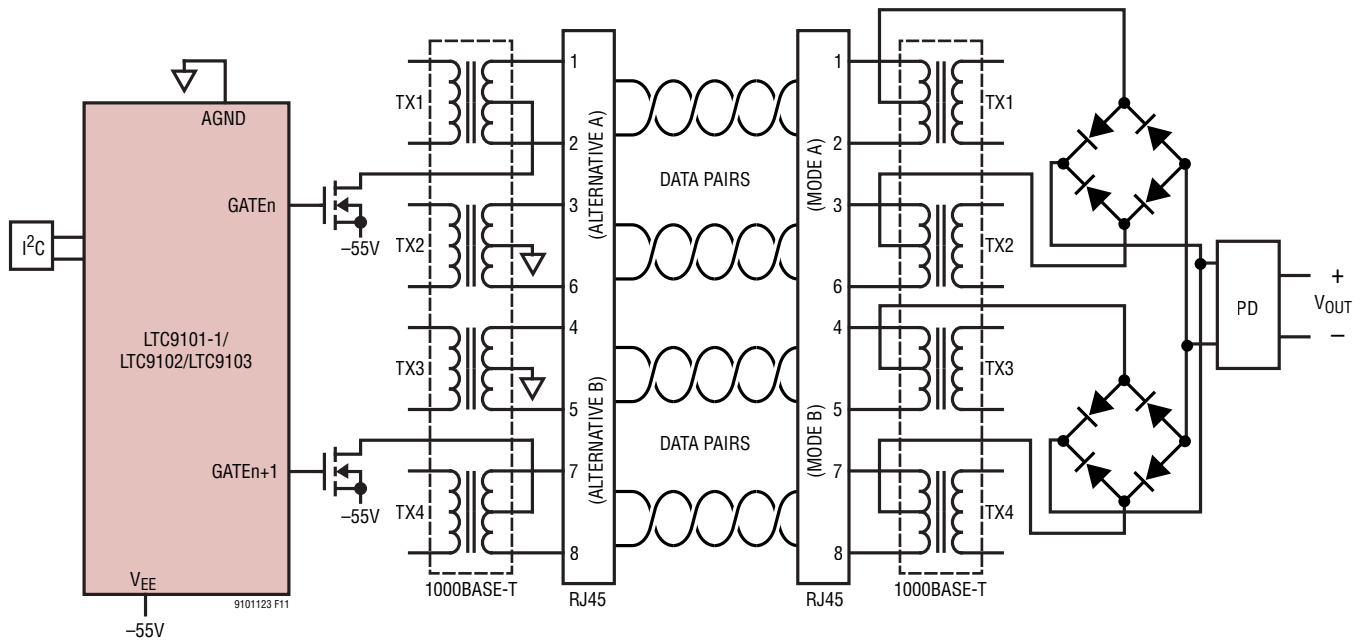 AGND
GATEn
I2C
–55V
LTC9101-1/
LTC9102/LTC9103
GATEn+1
–55V
VEE
–55V
9101123 F11
TX1
TX2
TX3
TX4
1000BASE-T
1
2
3
6
4
5
7
8
(ALTERNATIVE A)
(ALTERNATIVE B)
RJ45
DATA PAIRS
DATA PAIRS
1
2
3
6
4
5
7
8
(MODE A)
(MODE B)
RJ45
TX1
TX2
TX3
TX4
1000BASE-T
PD
+
VOUT
–